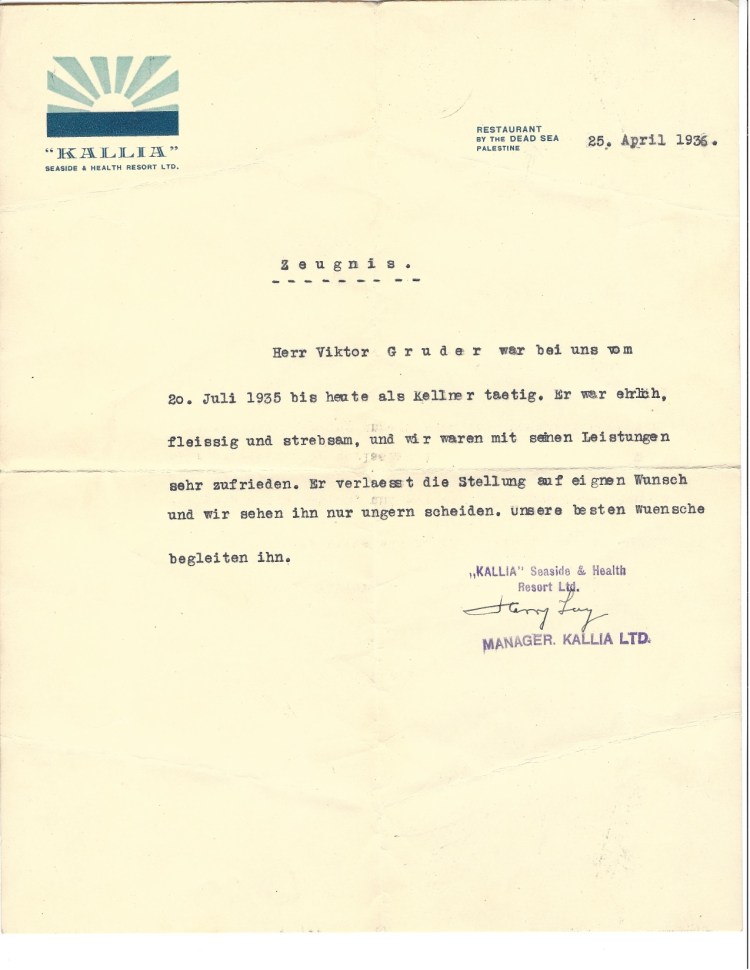 "KALLIA"
SEASIDE & HEALTH RESORT LTD.
RESTAURANT
BY THE DEAD SEA
PALESTINE
25. April 1936.
Zeugnis.
Herr Viktor Gruder war bei uns vom
20. Juli 1935 bis heute als Kellner taetig. Er war ehrlich,
fleissig und strebsam, und wir waren mit seinen Leistungen
sehr zufrieden. Er verlaesst die Stellung auf eignen Wunsch
und wir sehen ihn nur ungern scheiden. Unsere besten Wuensche
begleiten ihn.
„KALLIA" Seaside & Health
Resort Ltd.
MANAGER. KALLIA LTD.